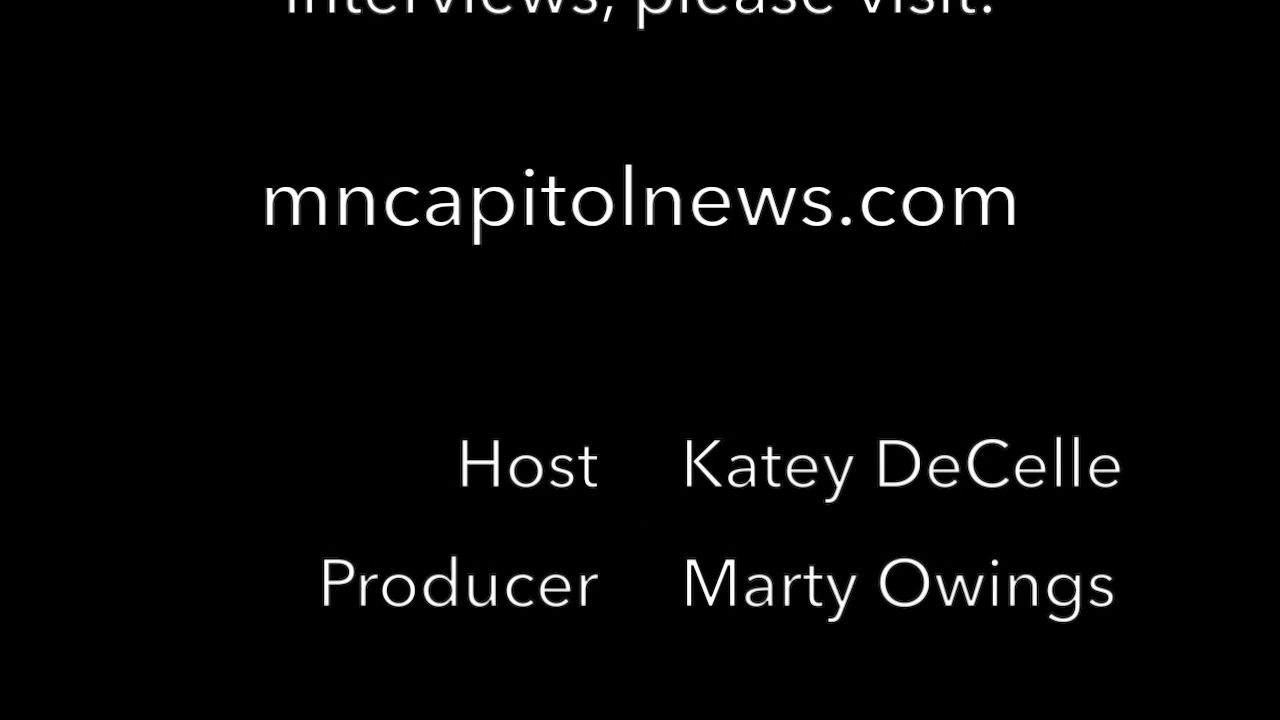 interviews, please visit:
mncapitolnews.com
Host Katey DeCelle
Producer Marty Owings